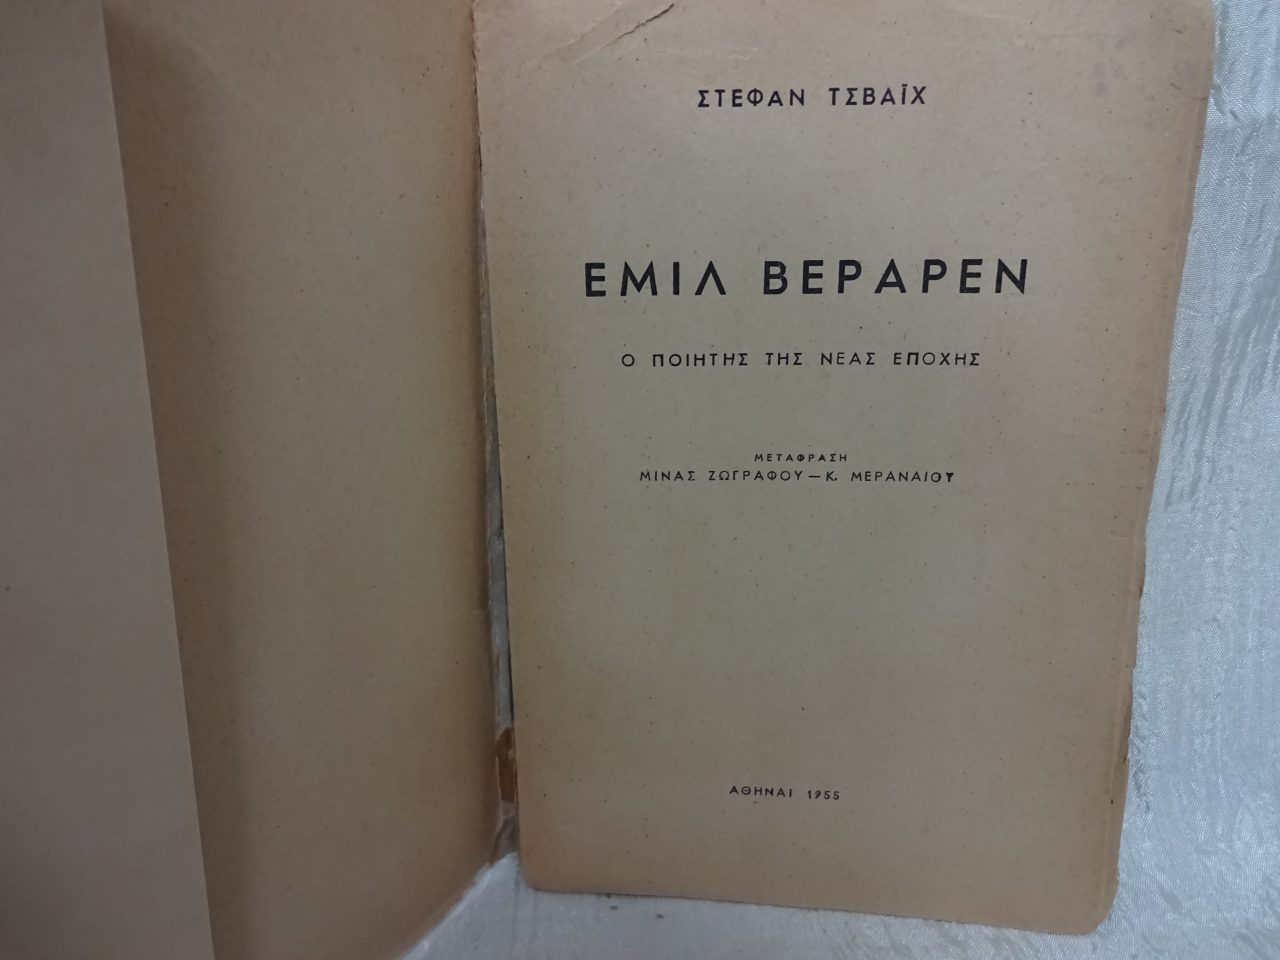 ΣΤΕΦΑΝ ΤΣΒΑΪΧ
ΕΜΙΛ ΒΕΡΑΡΕΝ
Ο ΠΟΙΗΤΗΣ ΤΗΣ ΝΕΑΣ ΕΠΟΧΗΣ
ΜΕΤΑΦΡΑΣΗ
ΜΙΝΑΣ ΖΩΓΡΑΦΟΥ — Κ. ΜΕΡΑΝΑΙΟΥ
ΑΘΗΝΑΙ 1955